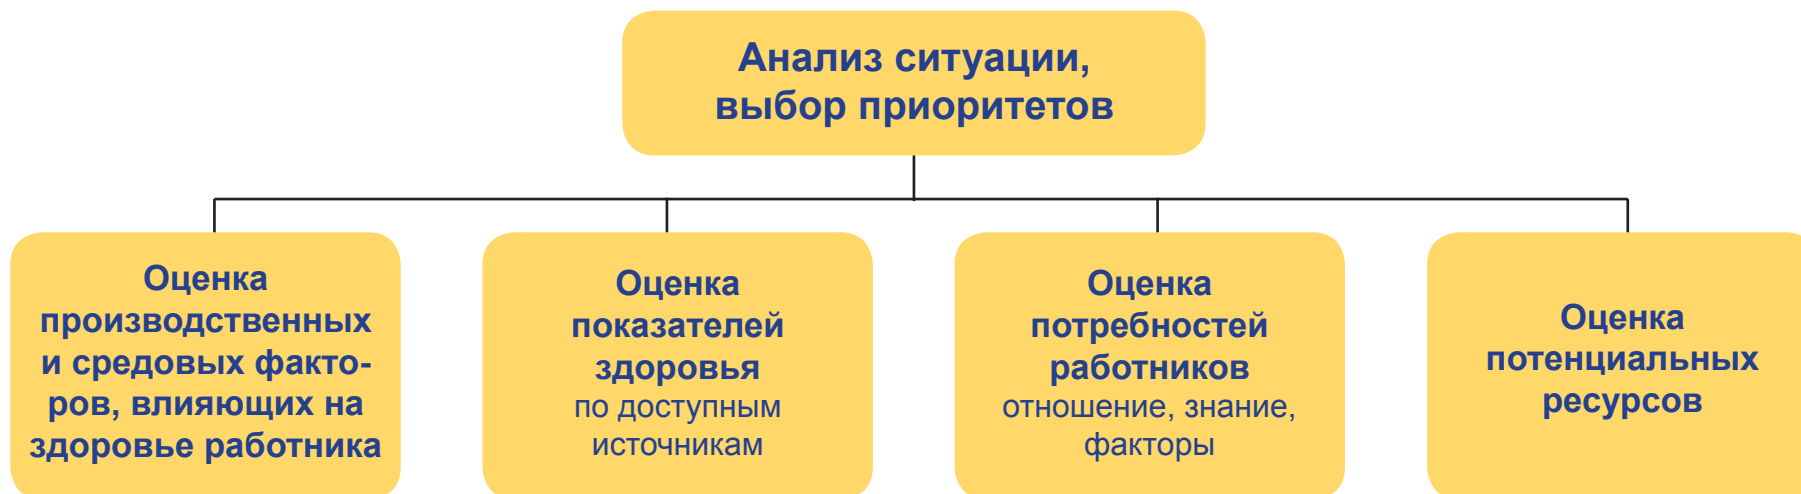 Анализ ситуации,
выбор приоритетов
Оценка
производственных
и средовых факто-
ров, влияющих на
здоровье работника
Оценка
показателей
здоровья
по доступным
источникам
Оценка
потребностей
работников
отношение, знание,
факторы
Оценка
потенциальных
ресурсов